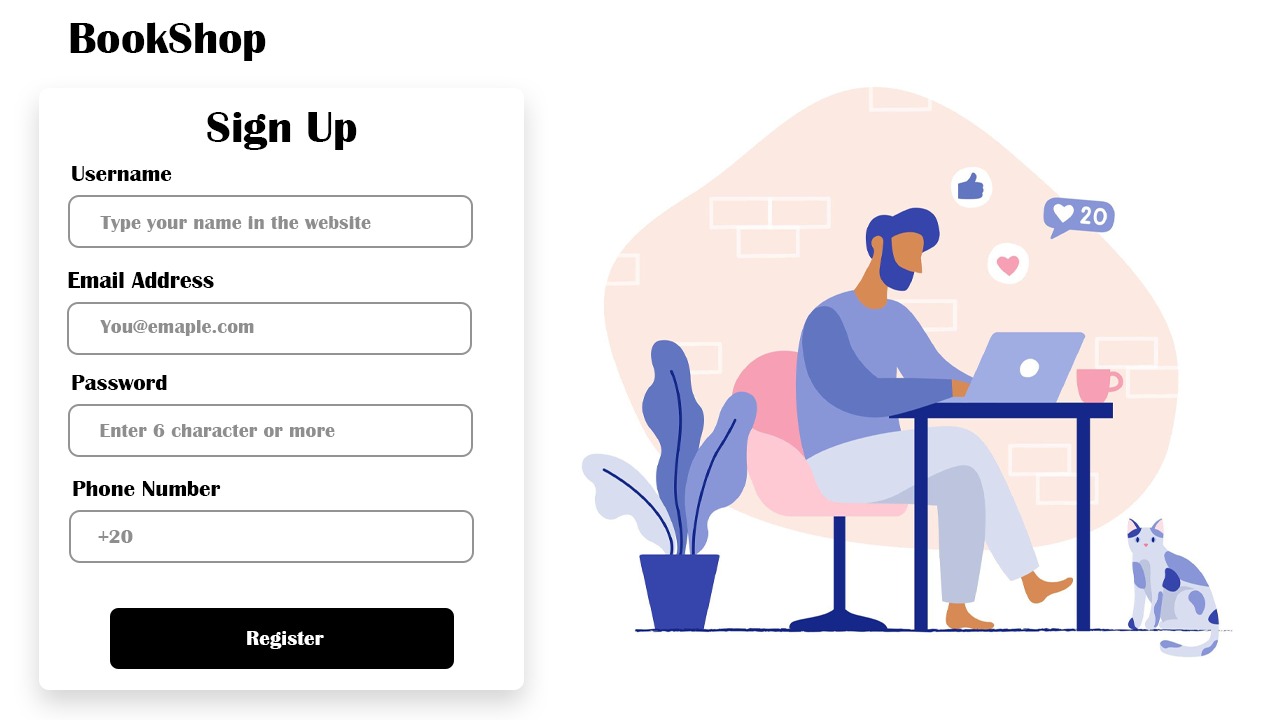 BookShop
Sign Up
Username
Type your name in the website
Email Address
You@emaple.com
Password
Enter 6 character or more
Phone Number
+20
Register
20